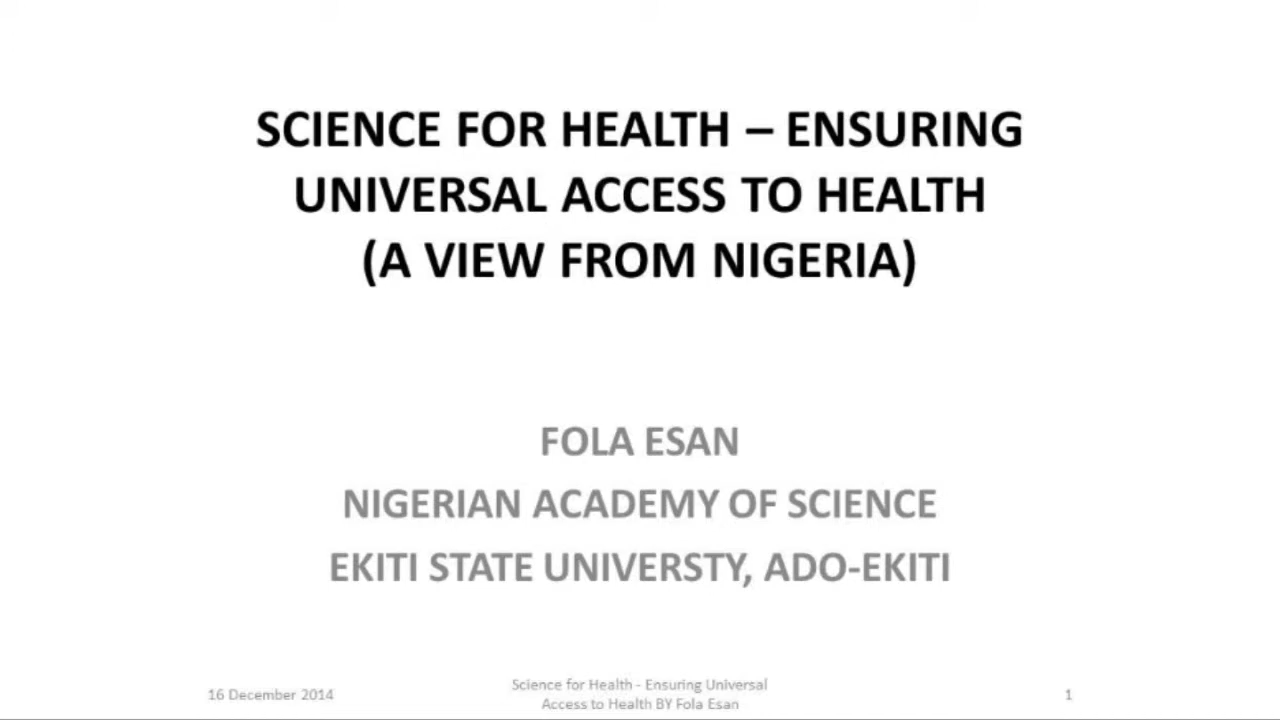 SCIENCE FOR HEALTH – ENSURING
UNIVERSAL ACCESS TO HEALTH
(A VIEW FROM NIGERIA)
FOLA ESAN
NIGERIAN ACADEMY OF SCIENCE
EKITI STATE UNIVERSTY, ADO-EKITI
16 December 2014
Science for Health - Ensuring Universal
Access to Health BY Fola Esan
1